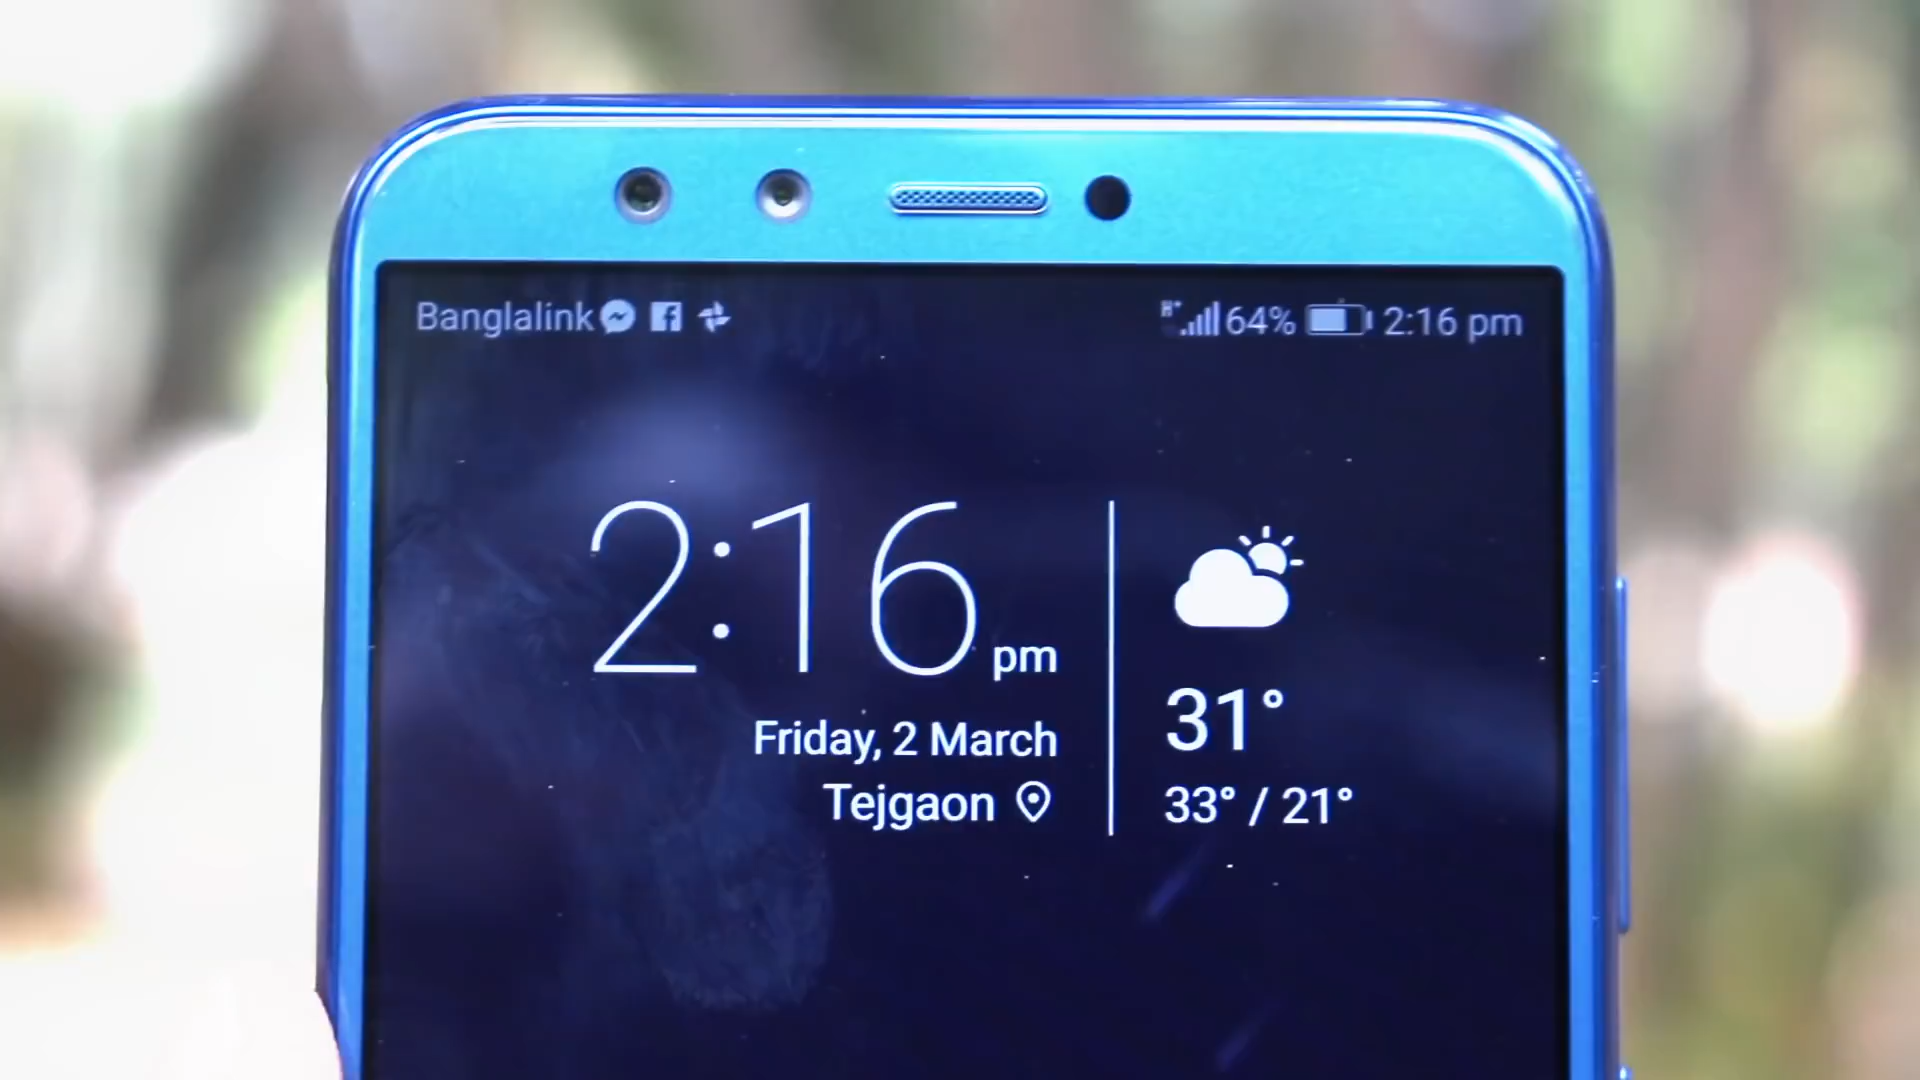 Banglalink 64% 2:16 pm
2:16 pm
Friday, 2 March
Tejgaon
31°
33° / 21°